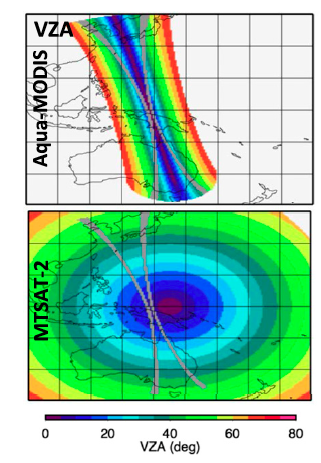 VZA
Aqua-MODIS
MTSAT-2
0 20 40 60 80
VZA (deg)